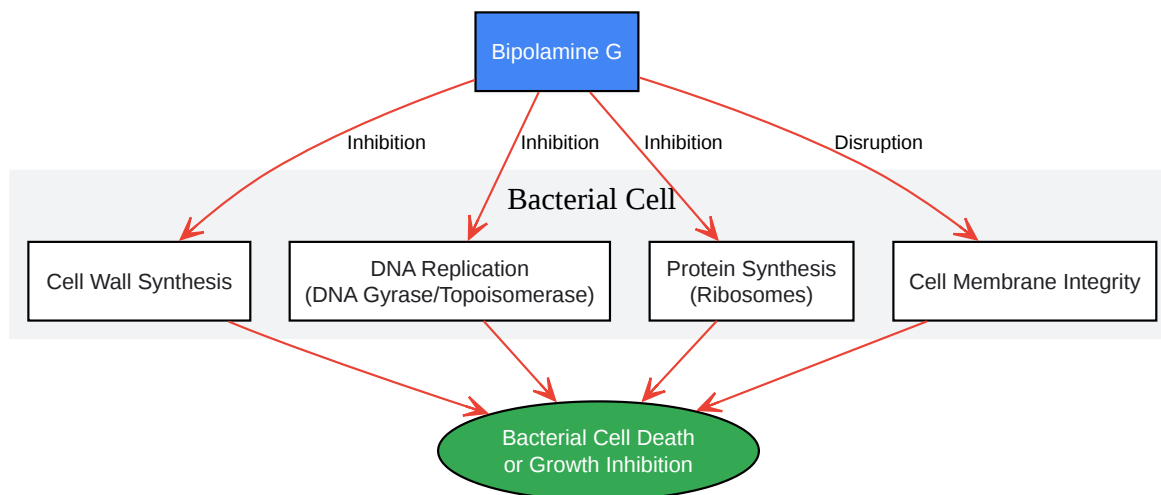 Bipolamine G
Inhibition
Inhibition
Inhibition
Disruption
Bacterial Cell
Cell Wall Synthesis
DNA Replication
(DNA Gyrase/Topoisomerase)
Protein Synthesis
(Ribosomes)
Cell Membrane Integrity
Bacterial Cell Death
or Growth Inhibition